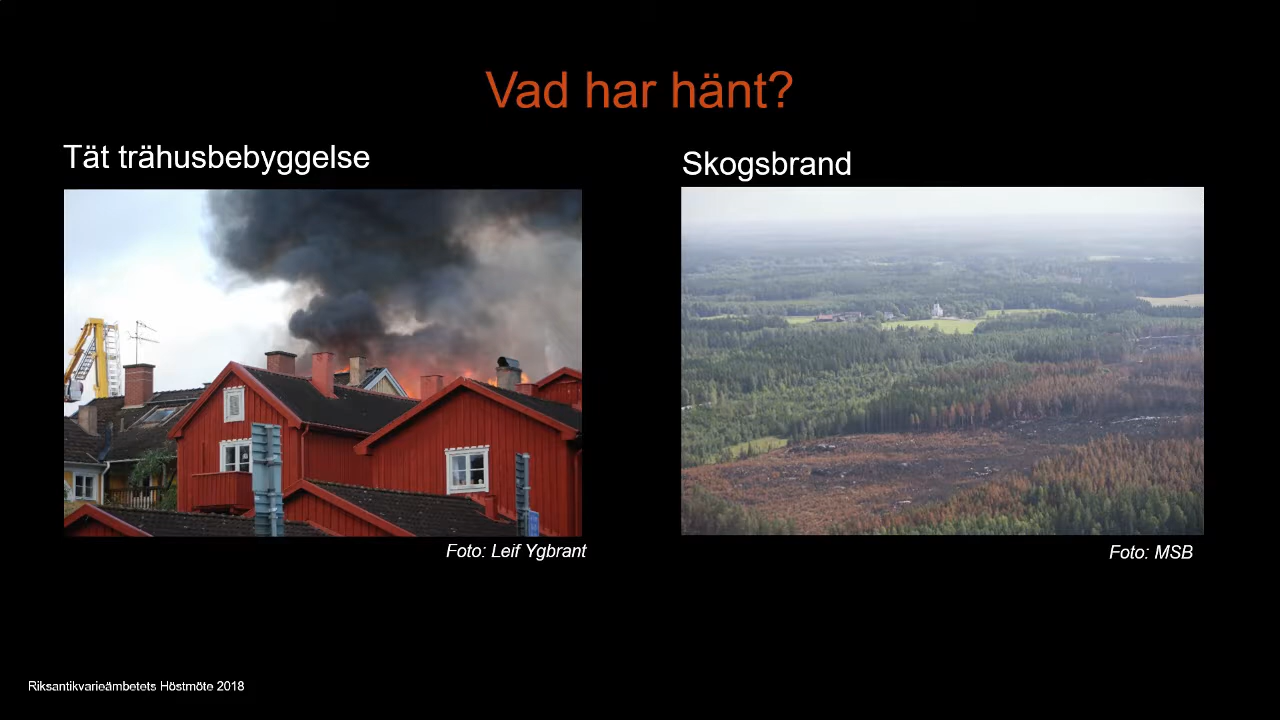 Vad har hänt?
Tät trähusbebyggelse
Skogsbrand
Foto: Leif Ygbrant
Foto: MSB
Riksantikvarieämbetets Höstmöte 2018